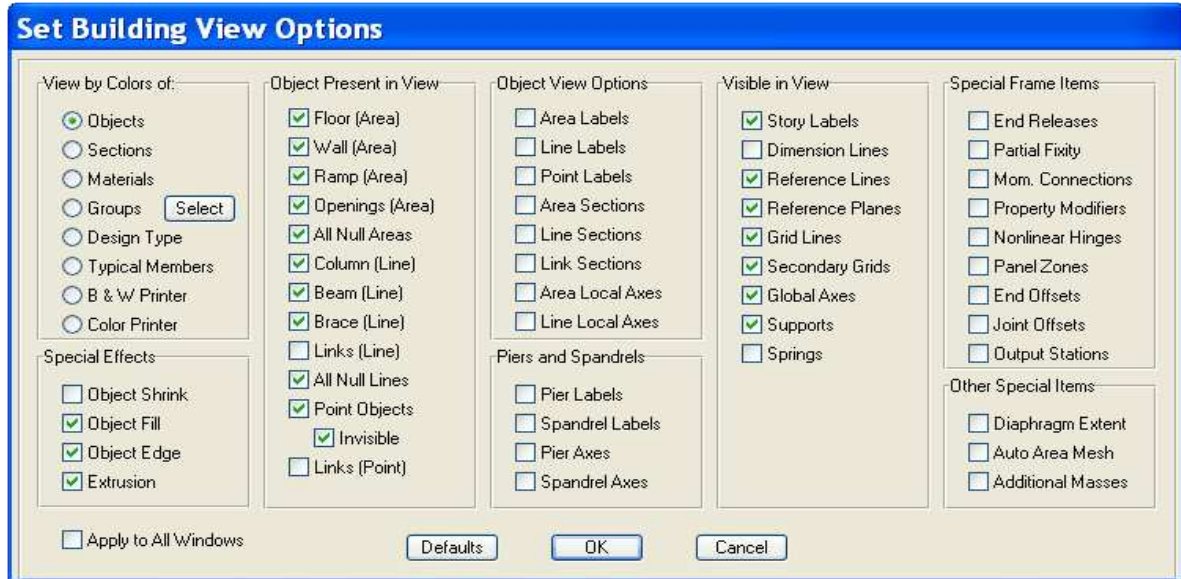 Set Building View Options
View by Colors of:
Objects
Sections
Materials
Groups
Select
Design Type
Typical Members
B & W Printer
Color Printer
Special Effects
Object Shrink
Object Fill
Object Edge
Extrusion
Object Present in View
Floor (Area)
Wall (Area)
Ramp (Area)
Openings (Area)
All Null Areas
Column (Line)
Beam (Line)
Brace (Line)
Links (Line)
All Null Lines
Point Objects
Invisible
Links (Point)
Object View Options
Area Labels
Line Labels
Point Labels
Area Sections
Line Sections
Link Sections
Area Local Axes
Line Local Axes
Piers and Spandrels
Pier Labels
Spandrel Labels
Pier Axes
Spandrel Axes
Visible in View
Story Labels
Dimension Lines
Reference Lines
Reference Planes
Grid Lines
Secondary Grids
Global Axes
Supports
Springs
Special Frame Items
End Releases
Partial Fixity
Mom. Connections
Property Modifiers
Nonlinear Hinges
Panel Zones
End Offsets
Joint Offsets
Output Stations
Other Special Items
Diaphragm Extent
Auto Area Mesh
Additional Masses
Apply to All Windows
Defaults
OK
Cancel